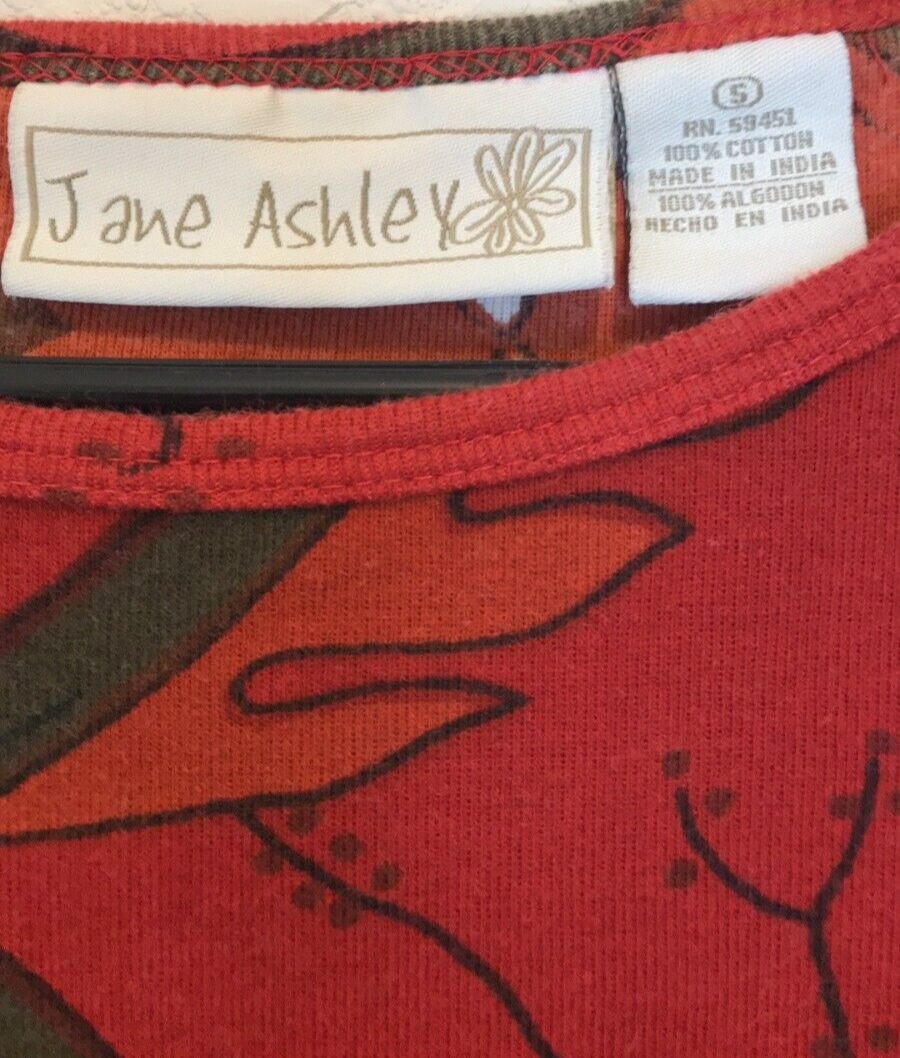 Jane Ashley
S
RN. 59451
100% COTTON
MADE IN INDIA
100% ALGODON
HECHO EN INDIA